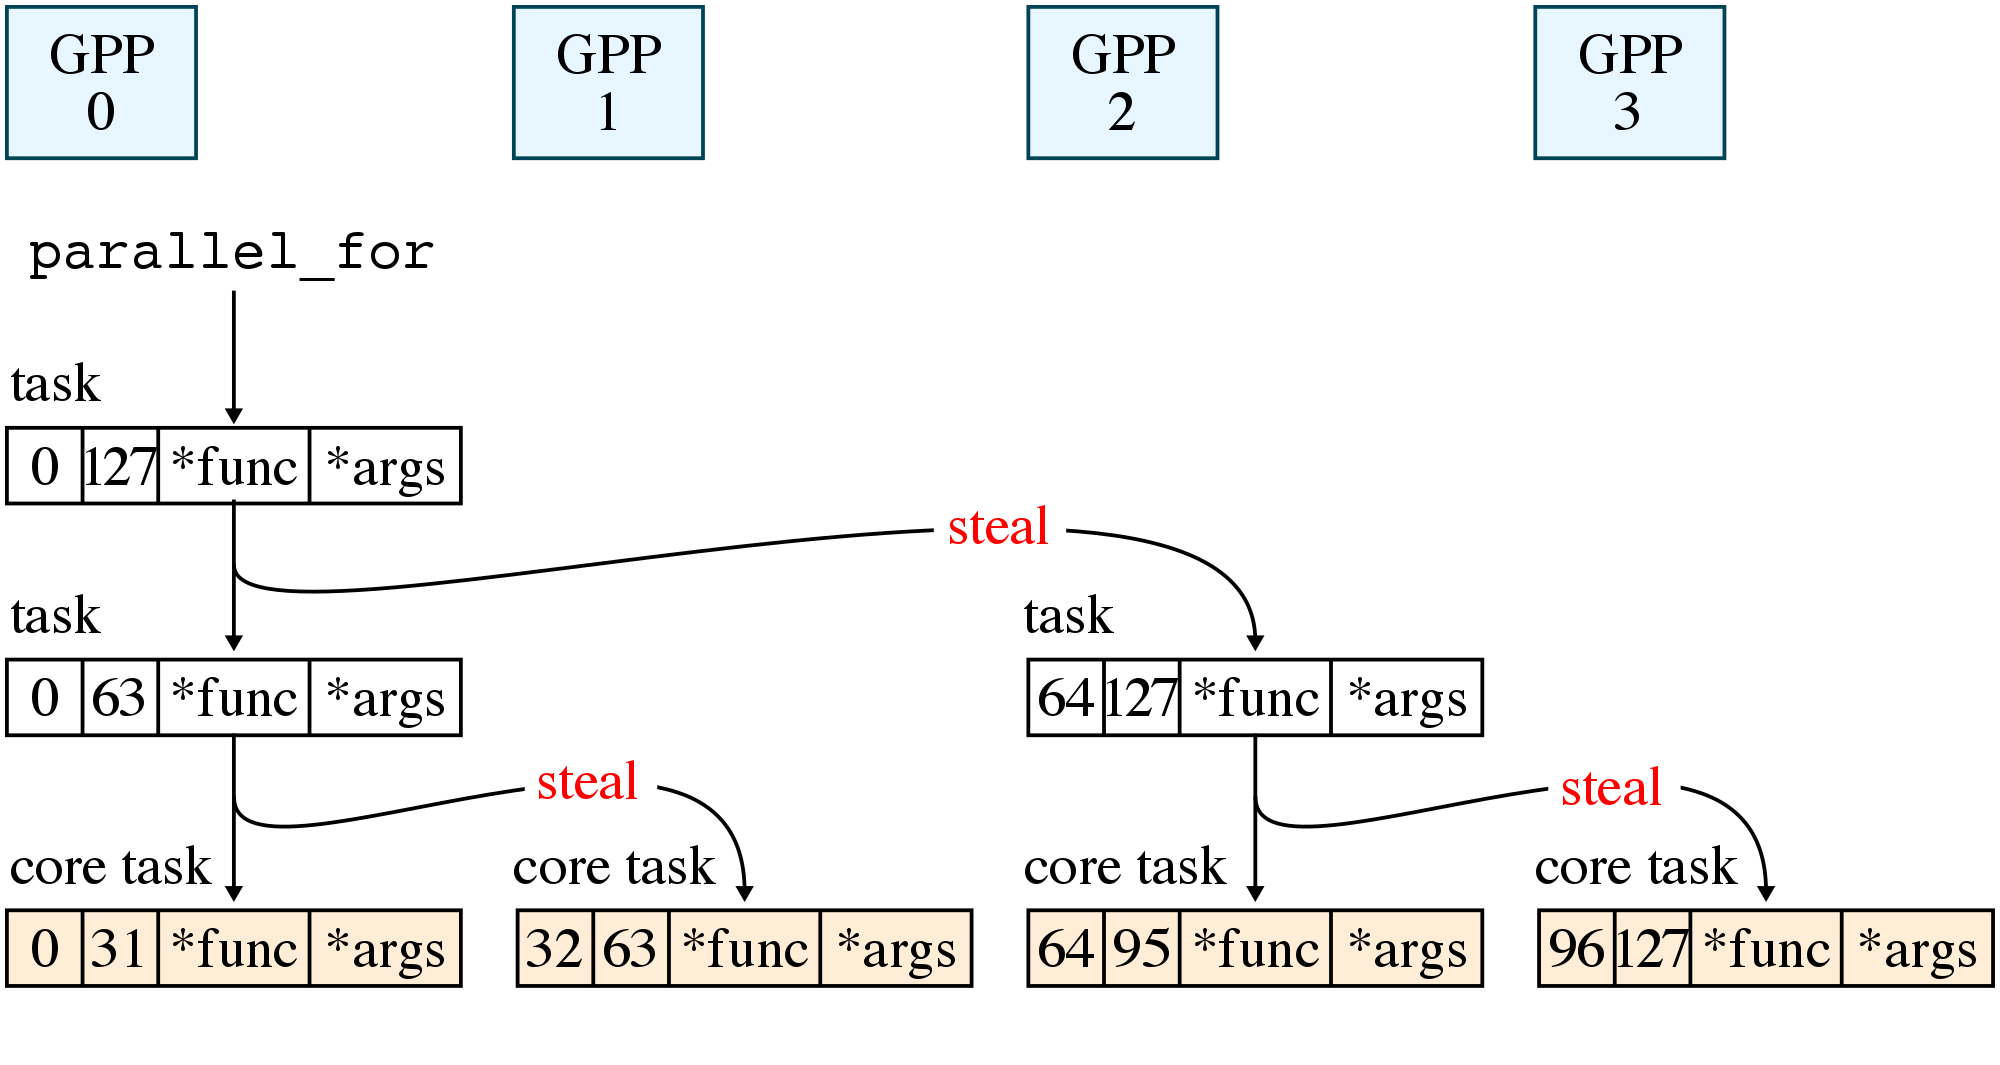 GPP
0
GPP
1
GPP
2
GPP
3
parallel_for
task
0 127 *func *args
steal
task
0 63 *func *args
task
64 127 *func *args
steal
steal
core task
0 31 *func *args
core task
32 63 *func *args
core task
64 95 *func *args
core task
96 127 *func *args